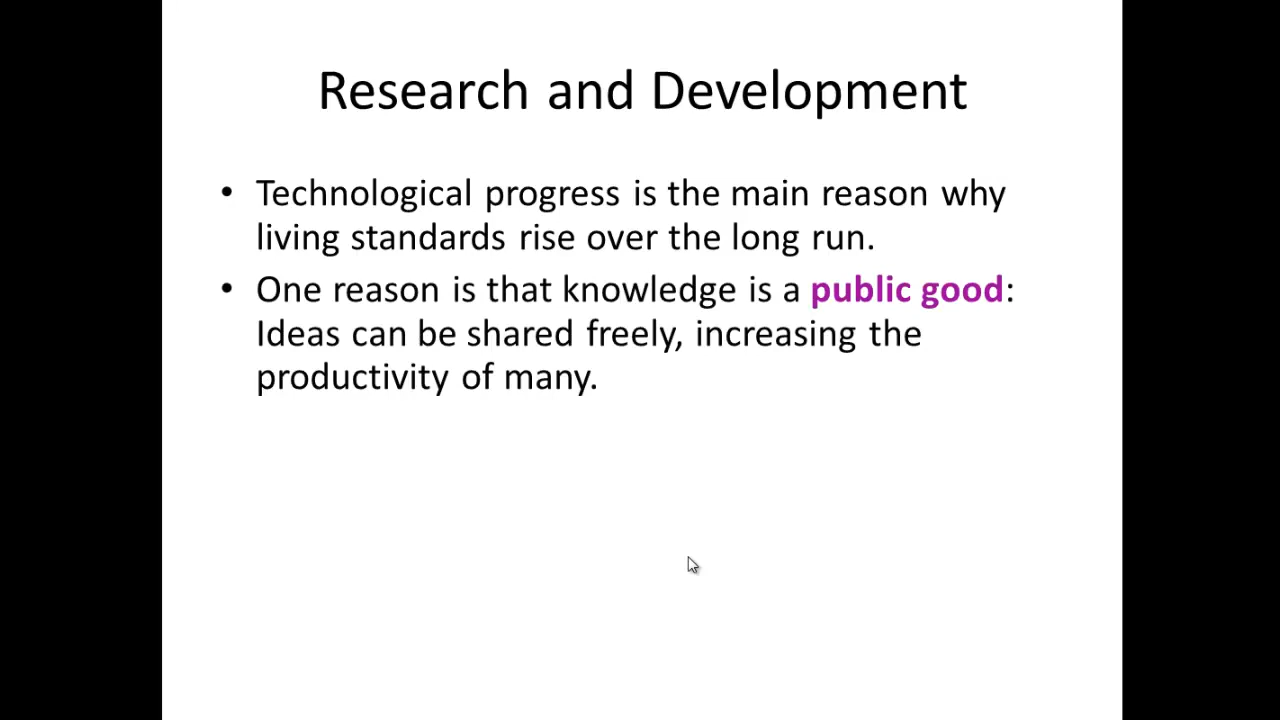 Research and Development
• Technological progress is the main reason why
living standards rise over the long run.
• One reason is that knowledge is a public good:
Ideas can be shared freely, increasing the
productivity of many.